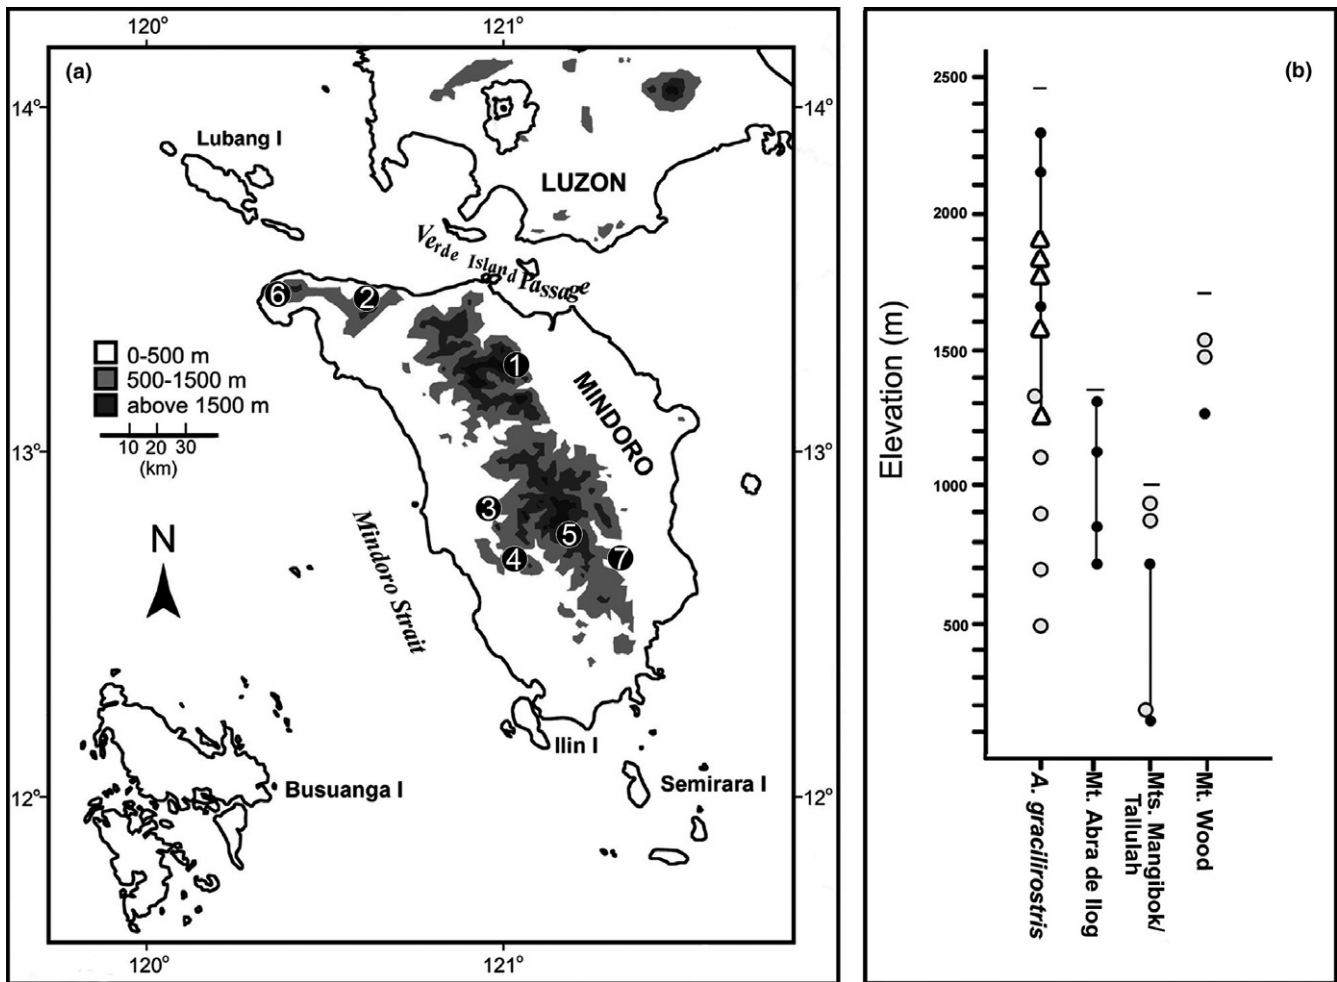 120°
121°
(a)
14°
14°
Lubang I
LUZON
Verde Island Passage
6
2
0-500 m
500-1500 m
above 1500 m
10 20 30
(km)
1
MINDORO
13°
13°
3
5
4
7
N
Mindoro Strait
Ilin I
Busuanga I
Semirara I
12°
12°
120°
121°
(b)
Elevation (m)
2500
2000
1500
1000
500
A. gracilirostris
Mt. Abra de Ilog
Mts. Mangibok/
Tallulah
Mt. Wood